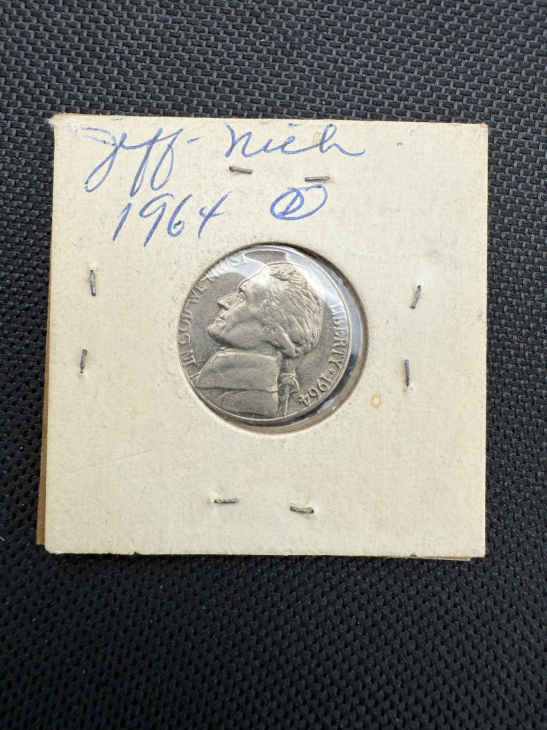 Jeff- Nick
1964 D
IN GOD WE TRUST
LIBERTY ★ 1964